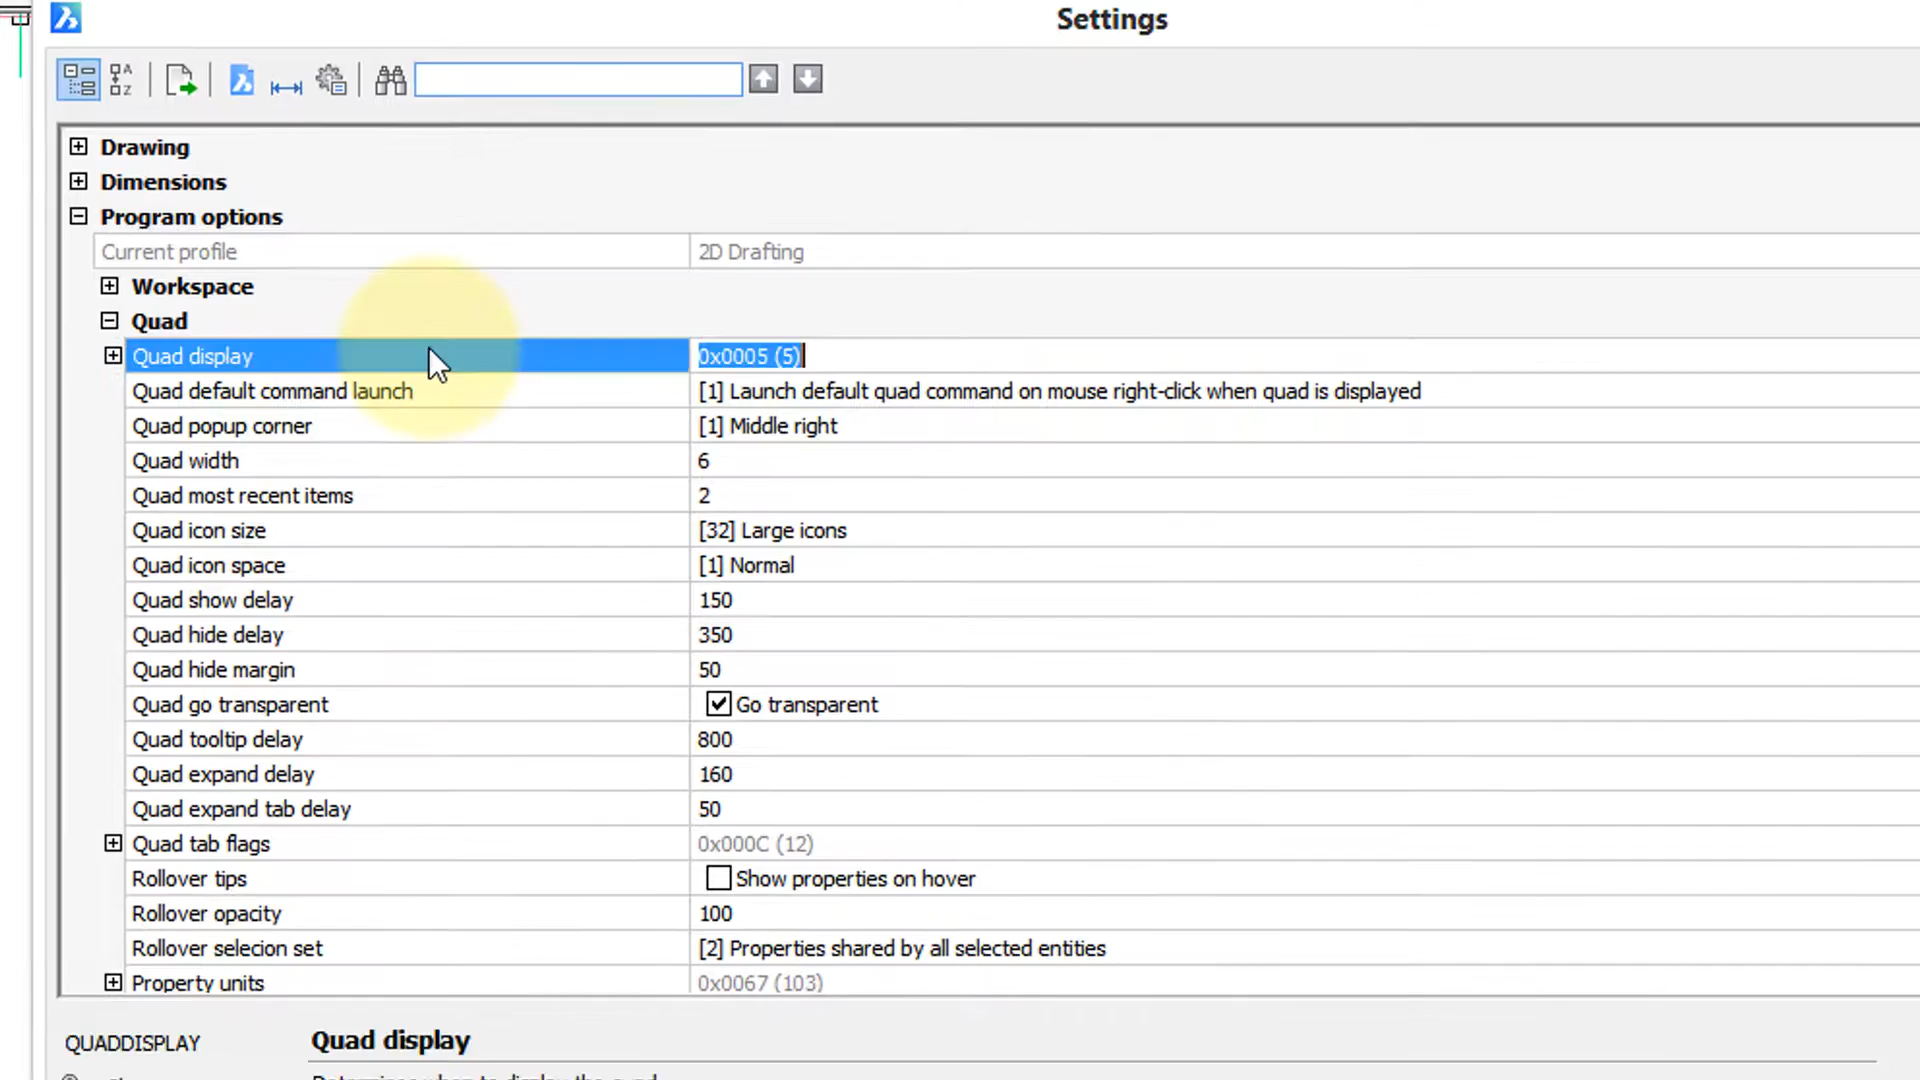 Settings
Drawing
Dimensions
Program options
Current profile 2D Drafting
Workspace
Quad
Quad display 0x0005 (5)
Quad default command launch [1] Launch default quad command on mouse right-click when quad is displayed
Quad popup corner [1] Middle right
Quad width 6
Quad most recent items 2
Quad icon size [32] Large icons
Quad icon space [1] Normal
Quad show delay 150
Quad hide delay 350
Quad hide margin 50
Quad go transparent Go transparent
Quad tooltip delay 800
Quad expand delay 160
Quad expand tab delay 50
Quad tab flags 0x000C (12)
Rollover tips Show properties on hover
Rollover opacity 100
Rollover selecion set [2] Properties shared by all selected entities
Property units 0x0067 (103)
QUADDISPLAY Quad display
Determines when to display the quad